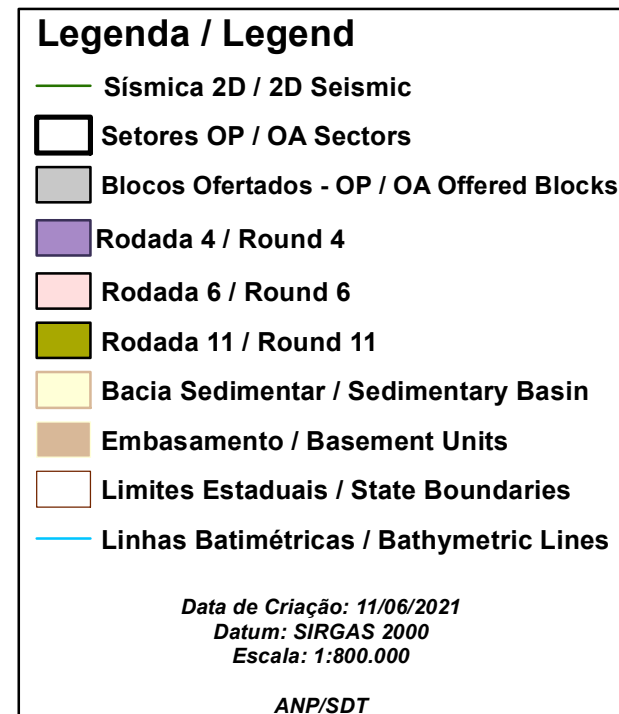 Legenda / Legend
Sísmica 2D / 2D Seismic
Setores OP / OA Sectors
Blocos Ofertados - OP / OA Offered Blocks
Rodada 4 / Round 4
Rodada 6 / Round 6
Rodada 11 / Round 11
Bacia Sedimentar / Sedimentary Basin
Embasamento / Basement Units
Limites Estaduais / State Boundaries
Linhas Batimétricas / Bathymetric Lines
Data de Criação: 11/06/2021
Datum: SIRGAS 2000
Escala: 1:800.000
ANP/SDT